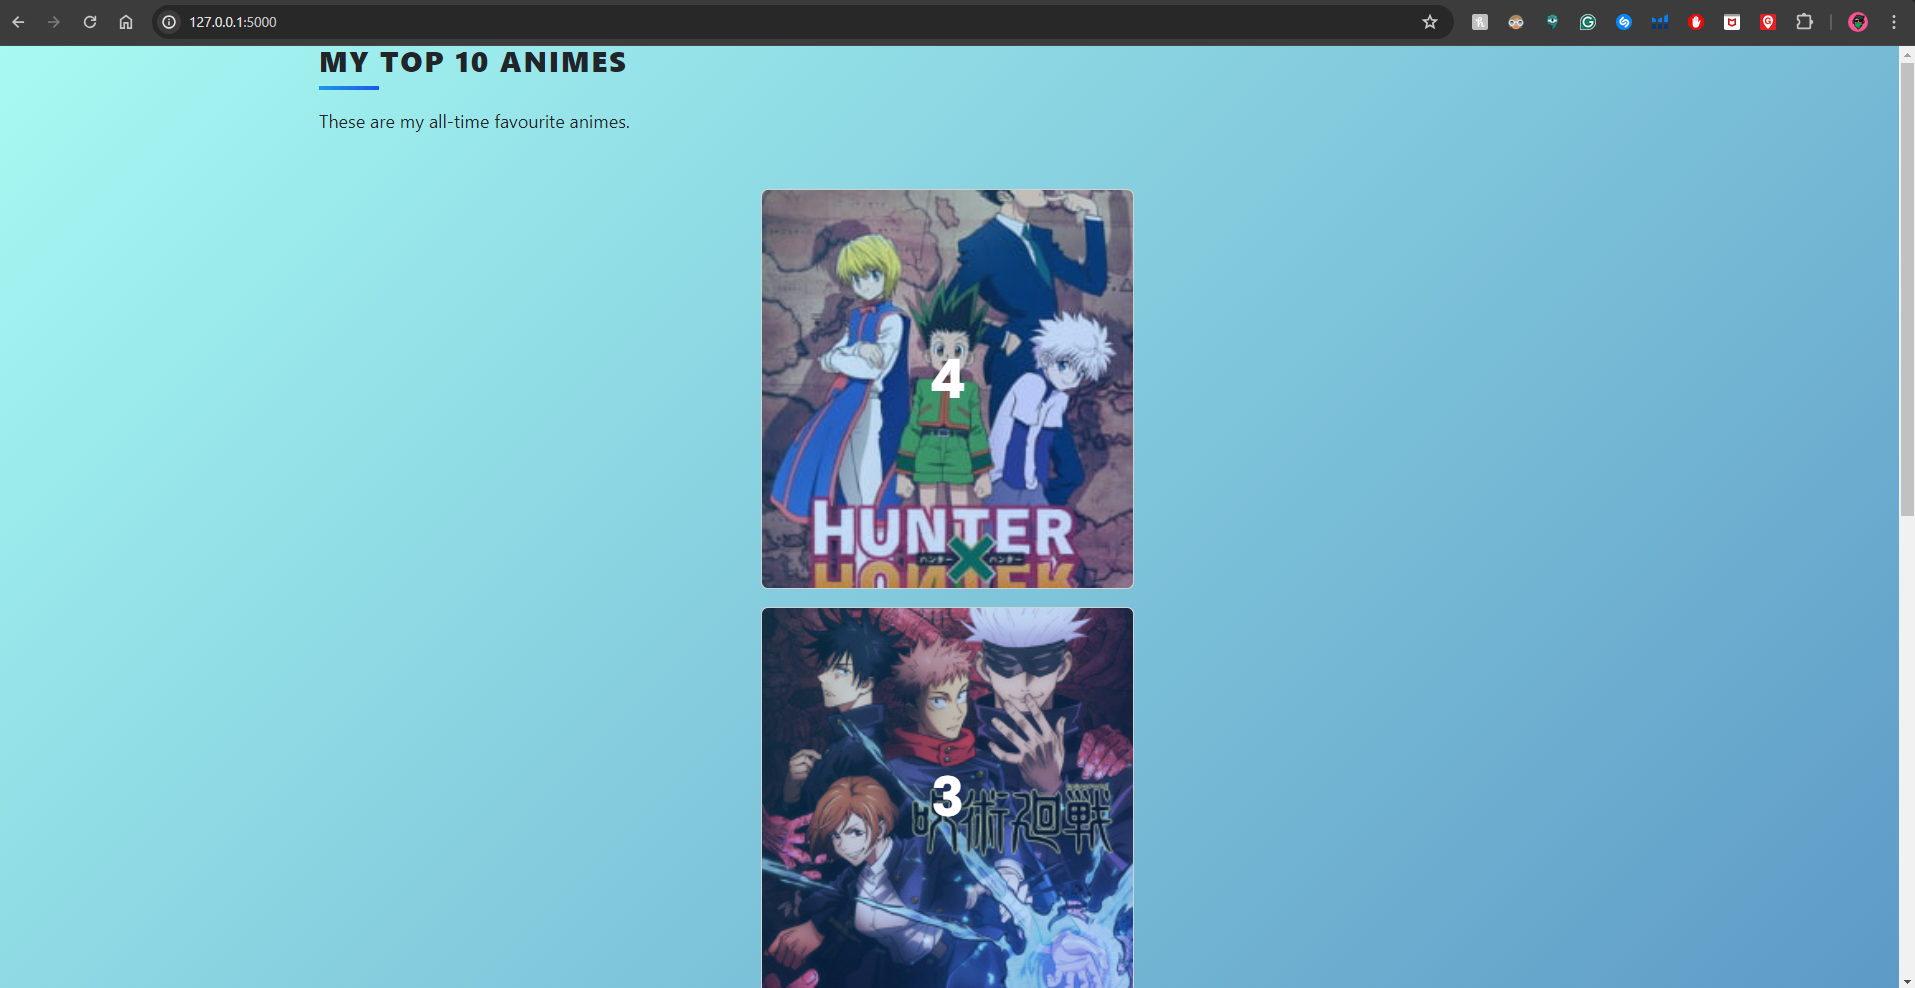 127.0.0.1:5000
MY TOP 10 ANIMES
These are my all-time favourite animes.
4
HUNTER
ハンター ハンター
HUNTER
3
呪術廻戦